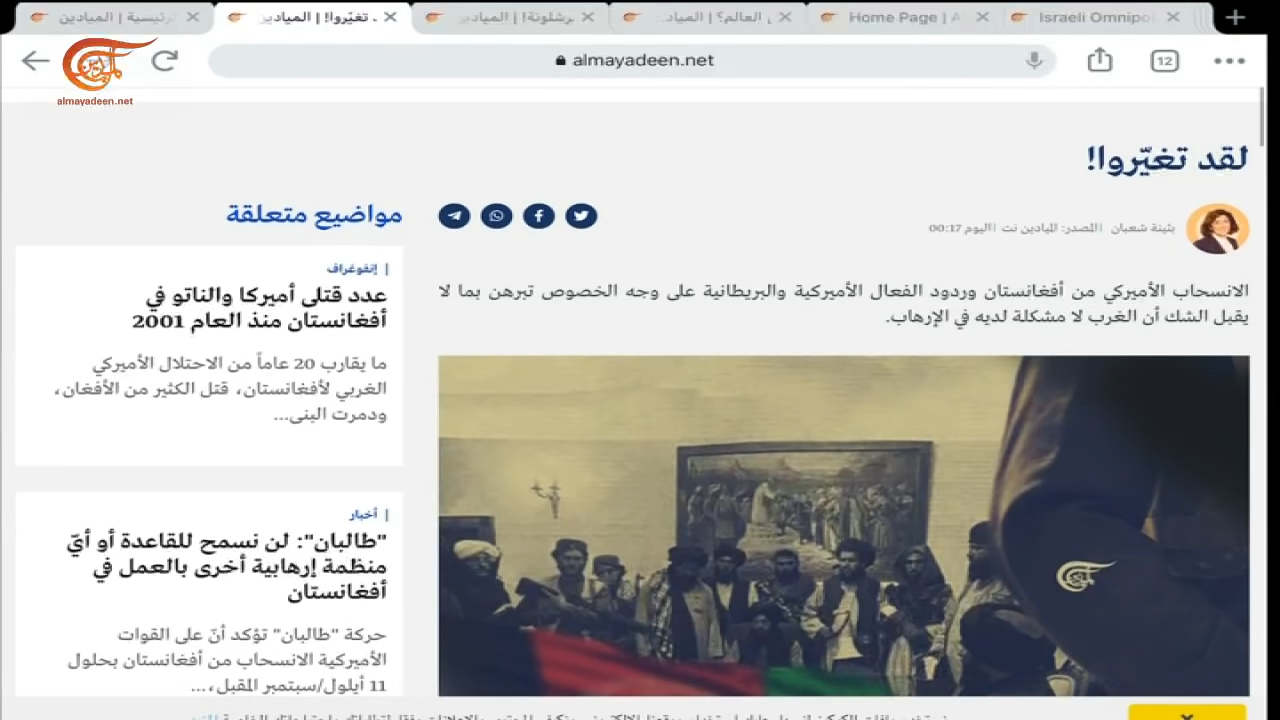 الرئيسية | الميادين
تغيّروا! | الميادين
برشلونة! | المياد
العالم؟ | المياد
Home Page | A
Israeli Omnipo
almayadeen.net
12
almayadeen.net
لقد تغيّروا!
بثينة شعبان
المصدر: الميادين نت
اليوم 00:17
الانسحاب الأميركي من أفغانستان وردود الفعال الأميركية والبريطانية على وجه الخصوص تبرهن بما لا
يقبل الشك أن الغرب لا مشكلة لديه في الإرهاب.
مواضيع متعلقة
| إنفوغراف
عدد قتلى أميركا والناتو في
أفغانستان منذ العام 2001
ما يقارب 20 عاماً من الاحتلال الأميركي
الغربي لأفغانستان، قتل الكثير من الأفغان،
ودمرت البنى...
| أخبار
"طالبان": لن نسمح للقاعدة أو أيّ
منظمة إرهابية أخرى بالعمل في
أفغانستان
حركة "طالبان" تؤكد أنّ على القوات
الأميركية الانسحاب من أفغانستان بحلول
11 أيلول/سبتمبر المقبل،...